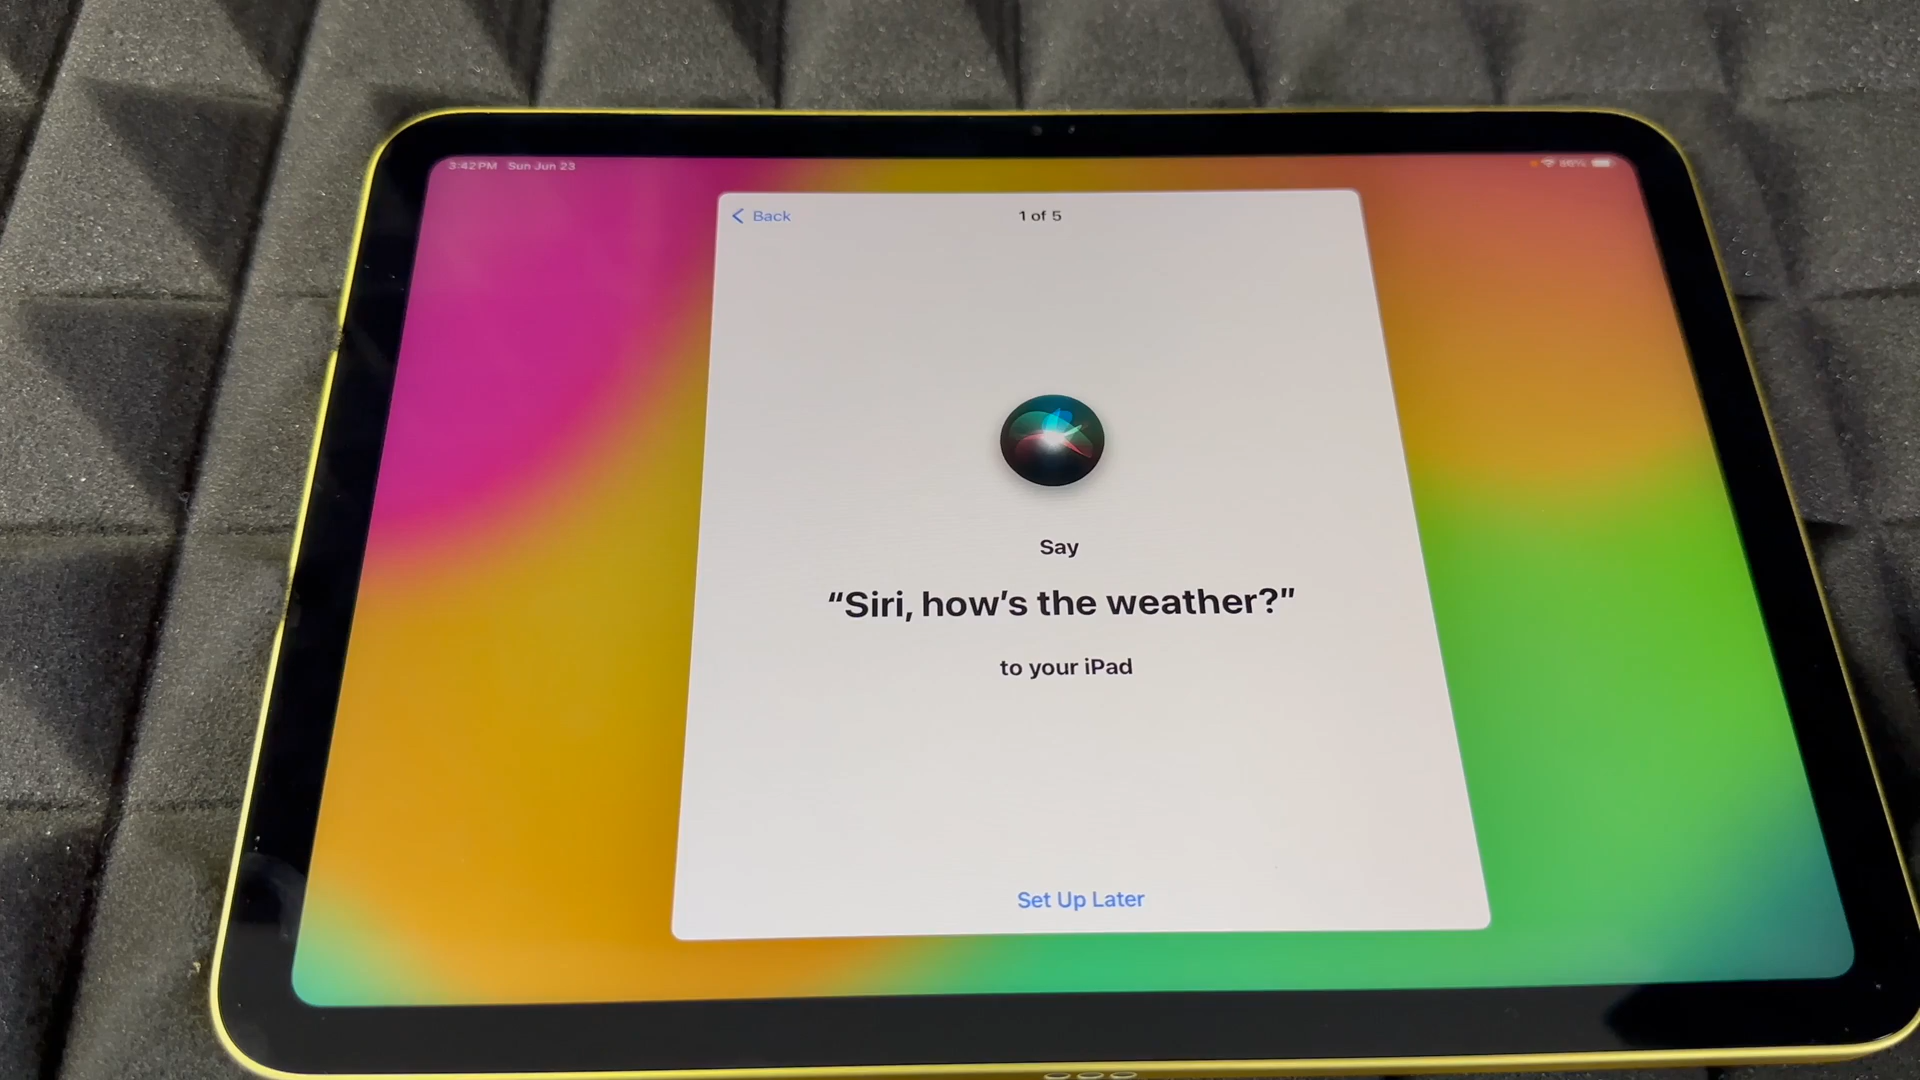 3:42 PM Sun Jun 23
Back
1 of 5
Say
“Siri, how’s the weather?”
to your iPad
Set Up Later